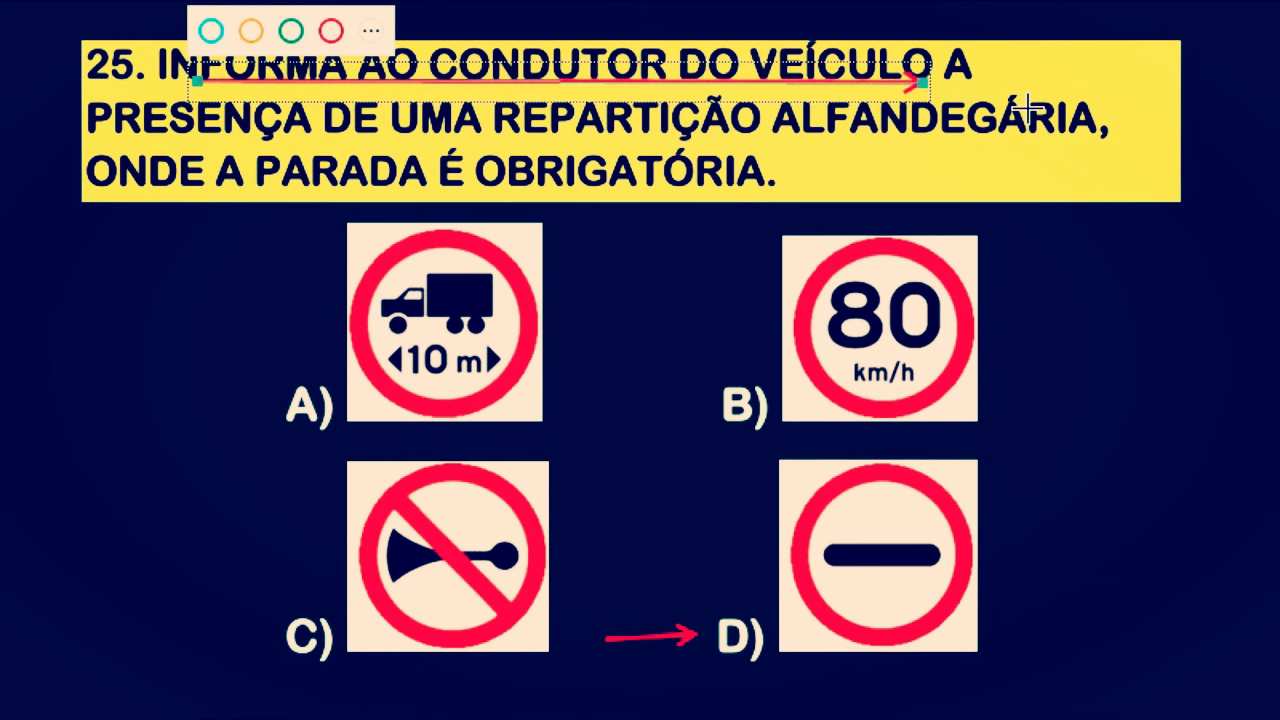 25. INFORMA AO CONDUTOR DO VEÍCULO A
PRESENÇA DE UMA REPARTIÇÃO ALFANDEGÁRIA,
ONDE A PARADA É OBRIGATÓRIA.
10 m
A)
80
km/h
B)
C)
D)